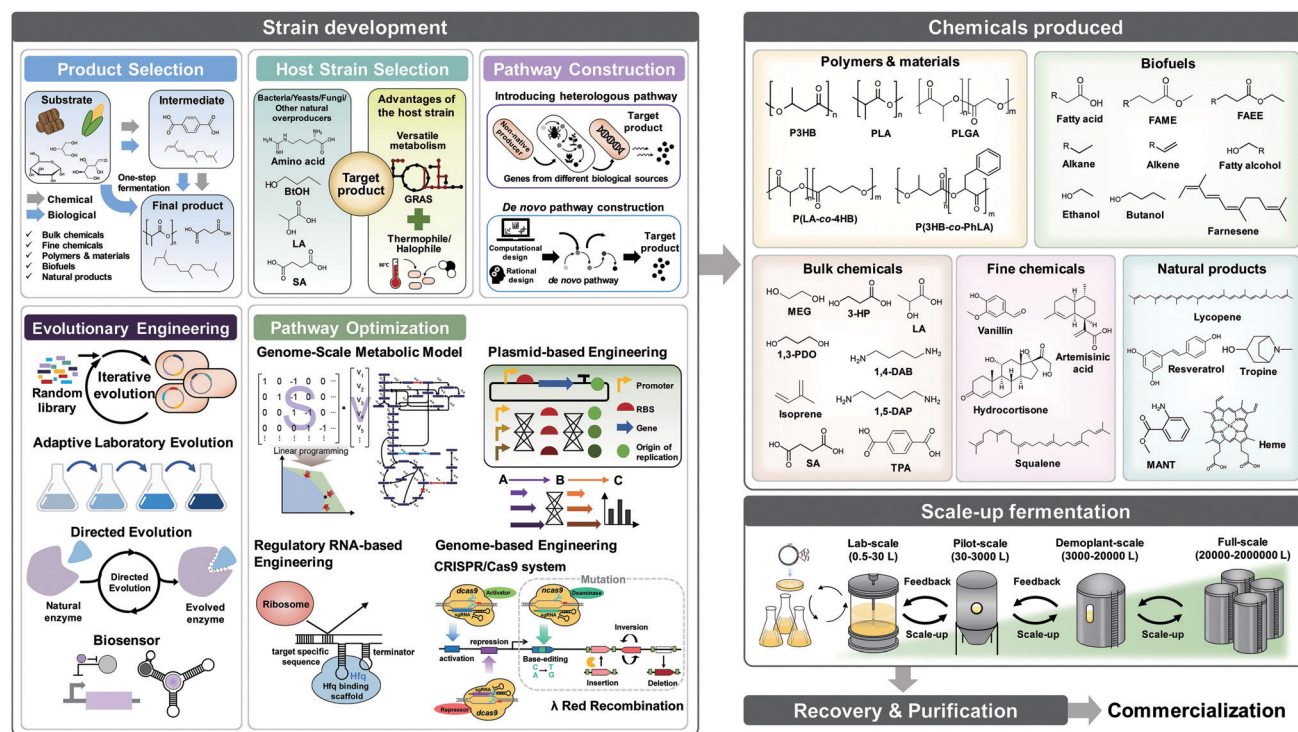 Strain development
Product Selection
Substrate
Intermediate
One-step
fermentation
Chemical
Biological
Final product
✓ Bulk chemicals
✓ Fine chemicals
✓ Polymers & materials
✓ Biofuels
✓ Natural products
Host Strain Selection
Bacteria/Yeasts/Fungi/
Other natural
overproducers
Amino acid
BtOH
LA
SA
Target
product
Advantages of
the host strain
Versatile
metabolism
GRAS
Thermophile/
Halophile
80℃
Pathway Construction
Introducing heterologous pathway
Non-native
producer
Target
product
Genes from different biological sources
De novo pathway construction
Computational
design
Rational
design
de novo pathway
Target
product
Evolutionary Engineering
Random
library
Iterative
evolution
Adaptive Laboratory Evolution
Directed Evolution
Natural
enzyme
Directed
Evolution
Evolved
enzyme
Biosensor
Pathway Optimization
Genome-Scale Metabolic Model
S
V
Linear programming
Plasmid-based Engineering
Promoter
RBS
Gene
Origin of
replication
A B C
Regulatory RNA-based
Engineering
Ribosome
target specific
sequence
terminator
Hfq
Hfq binding
scaffold
Genome-based Engineering
CRISPR/Cas9 system
dcas9
Activator
sgRNA
activation
repression
Mutation
ncas9
Deaminase
sgRNA
Base-editing
C T
A G
Inversion
Insertion
Deletion
sgRNA
Repressor
dcas9
λ Red Recombination
Chemicals produced
Polymers & materials
P3HB
PLA
PLGA
P(LA-co-4HB)
P(3HB-co-PhLA)
Biofuels
Fatty acid
FAME
FAEE
Alkane
Alkene
Fatty alcohol
Ethanol
Butanol
Farnesene
Bulk chemicals
MEG
3-HP
LA
1,3-PDO
1,4-DAB
Isoprene
1,5-DAP
SA
TPA
Fine chemicals
Vanillin
Artemisinic
acid
Hydrocortisone
Squalene
Natural products
Lycopene
Resveratrol
Tropine
MANT
Heme
Scale-up fermentation
Lab-scale
(0.5-30 L)
Pilot-scale
(30-3000 L)
Demoplant-scale
(3000-20000 L)
Full-scale
(20000-2000000 L)
Feedback
Scale-up
Feedback
Scale-up
Scale-up
Recovery & Purification
Commercialization